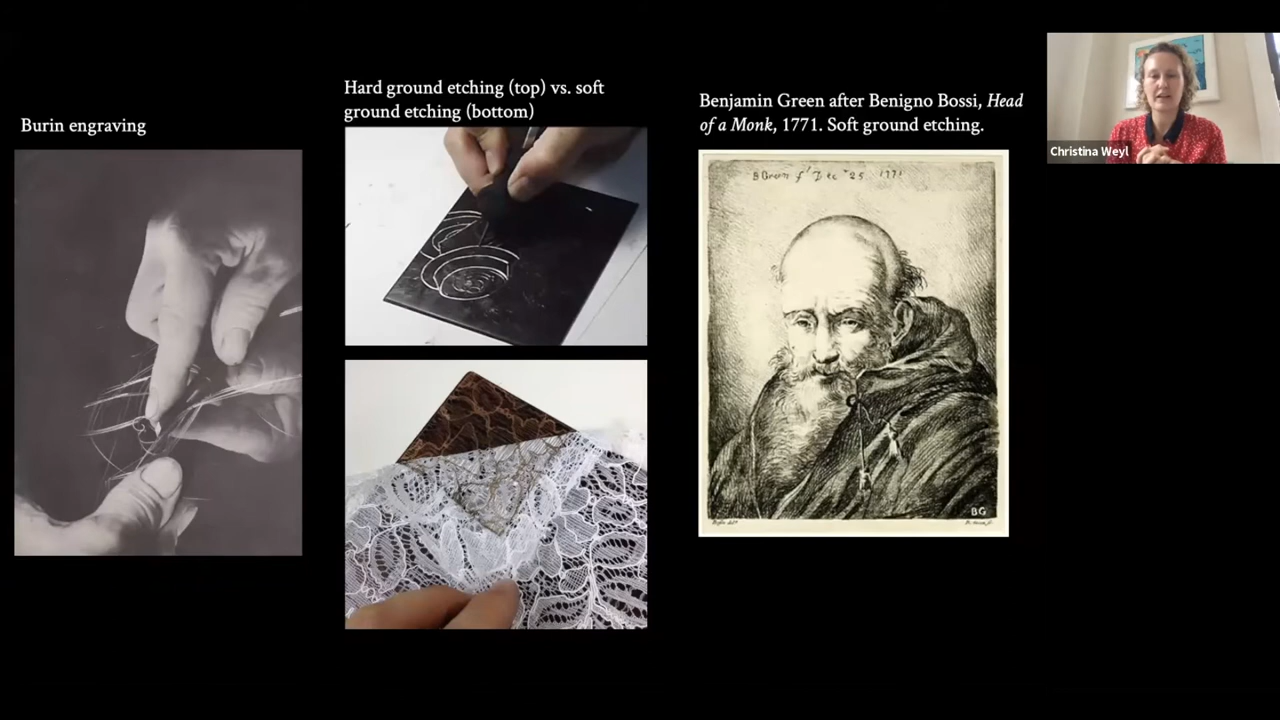 Burin engraving
Hard ground etching (top) vs. soft
ground etching (bottom)
Benjamin Green after Benigno Bossi, Head
of a Monk, 1771. Soft ground etching.
Christina Weyl
1771
BG